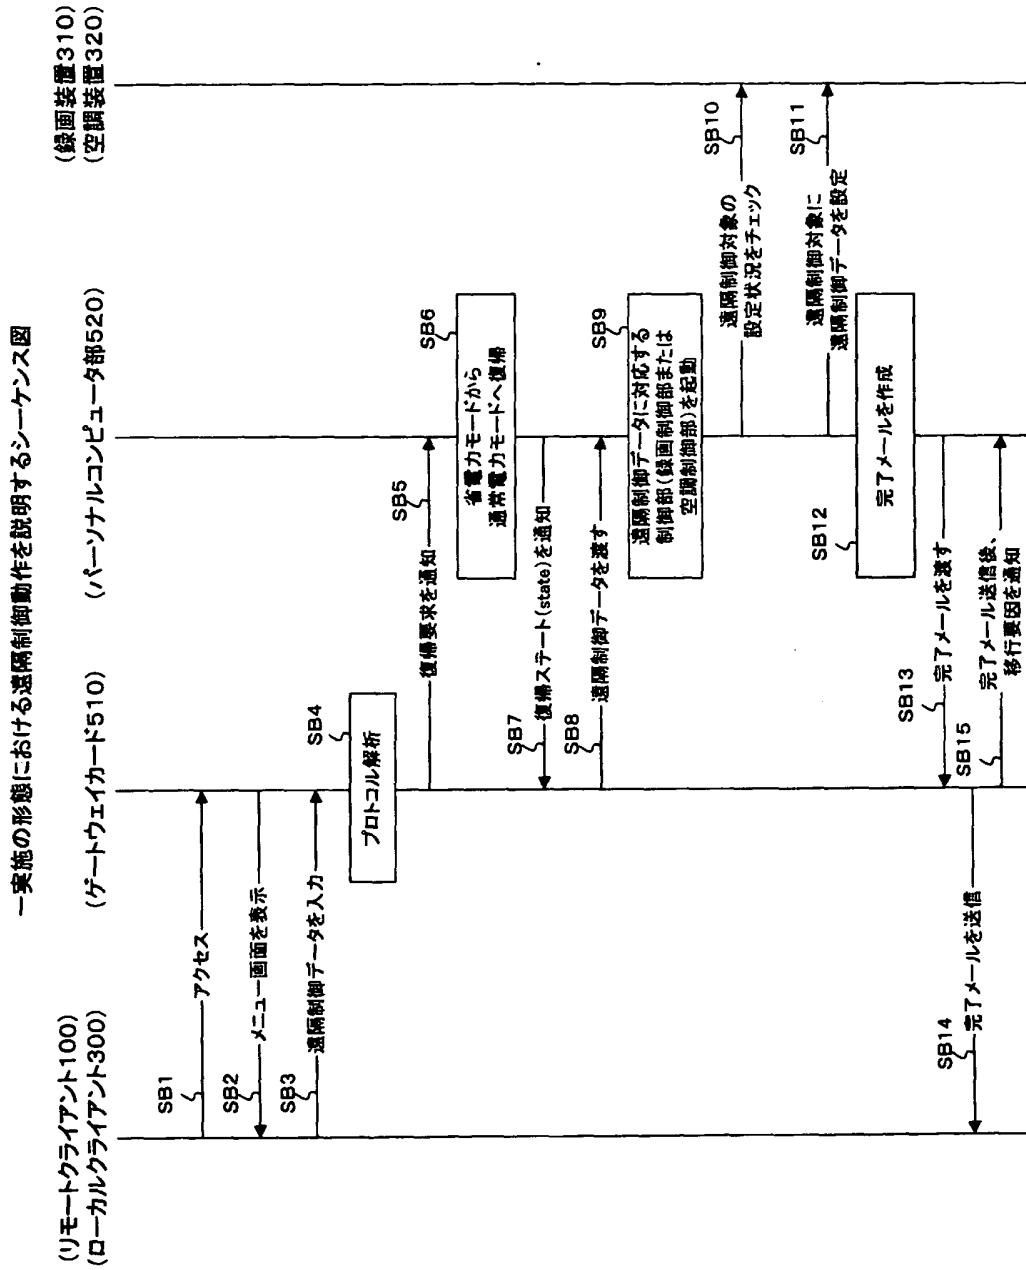 一実施の形態における遠隔制御動作を説明するシーケンス図
(リモートクライアント100)
(ローカルクライアント300)
(ゲートウェイカード510)
(パーソナルコンピュータ部520)
(録画装置310)
(空調装置320)
SB1
アクセス
SB2
メニュー画面を表示
SB3
遠隔制御データを入力
SB4
プロトコル解析
SB5
復帰要求を通知
SB6
省電力モードから
通常電力モードへ復帰
SB7
復帰ステート(state)を通知
SB8
遠隔制御データを渡す
SB9
遠隔制御データに対応する
制御部(録画制御部または
空調制御部)を起動
SB10
遠隔制御対象の
設定状況をチェック
SB11
遠隔制御対象に
遠隔制御データを設定
SB12
完了メールを作成
SB13
完了メールを渡す
SB14
完了メールを送信
SB15
完了メール送信後、
移行要因を通知